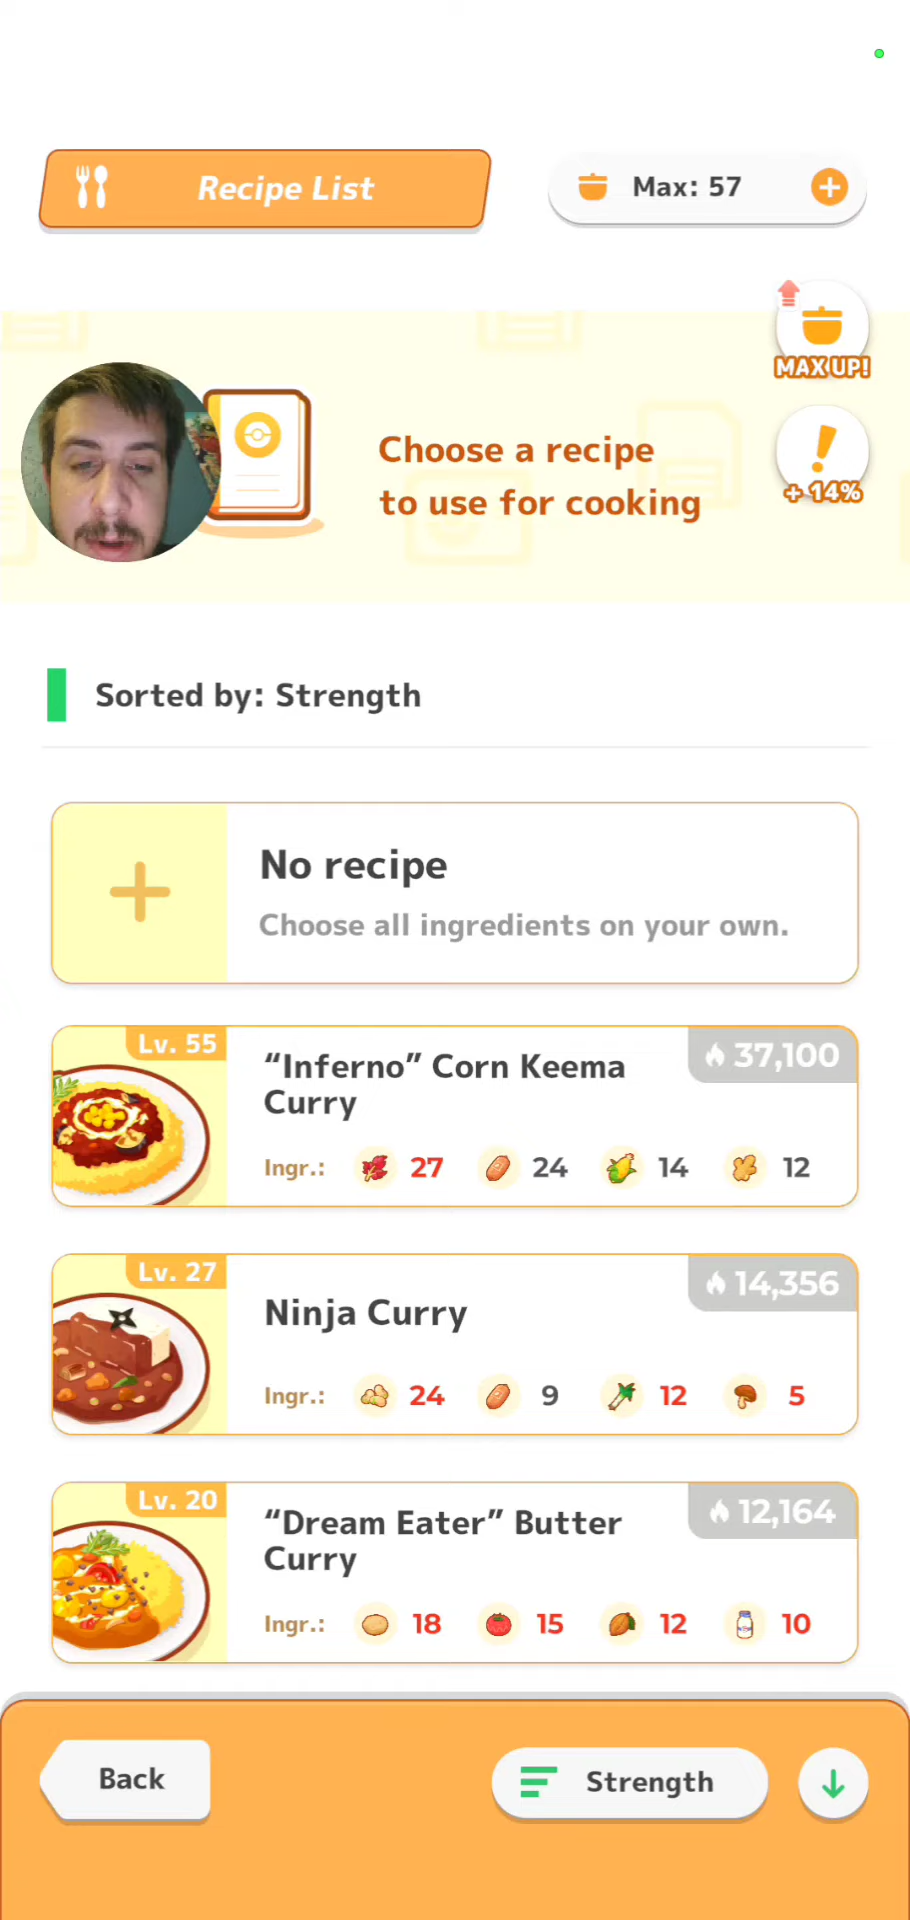 Recipe List
Max: 57
MAX UP!
+ 14%
Choose a recipe
to use for cooking
Sorted by: Strength
No recipe
Choose all ingredients on your own.
Lv. 55
37,100
“Inferno” Corn Keema
Curry
Ingr.: 27 24 14 12
Lv. 27
14,356
Ninja Curry
Ingr.: 24 9 12 5
Lv. 20
12,164
“Dream Eater” Butter
Curry
Ingr.: 18 15 12 10
Back
Strength